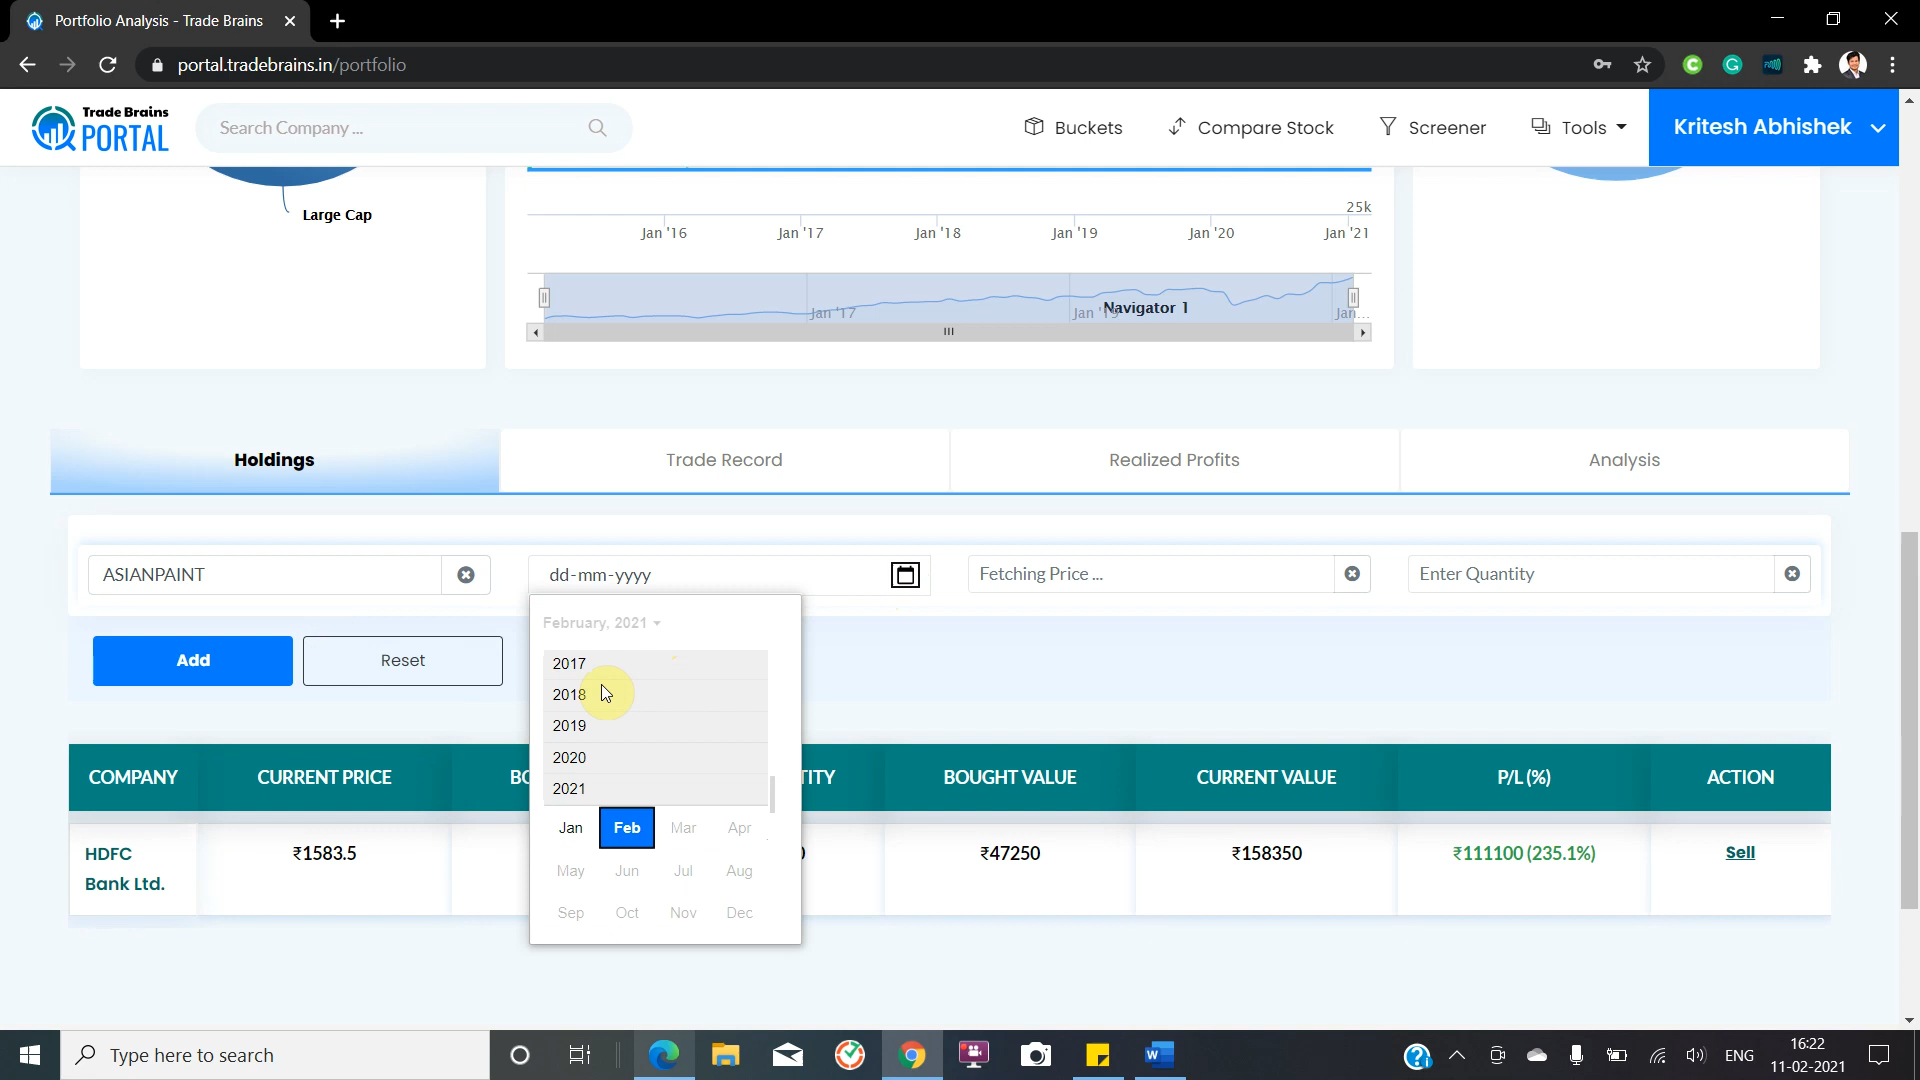 Portfolio Analysis - Trade Brains
portal.tradebrains.in/portfolio
Trade Brains
PORTAL
Search Company ...
Buckets
Compare Stock
Screener
Tools
Kritesh Abhishek
Large Cap
25k
Jan '16 Jan '17 Jan '18 Jan '19 Jan '20 Jan '21
Navigator 1
Jan '17 Jan '19 Jan...
Holdings
Trade Record
Realized Profits
Analysis
ASIANPAINT
dd-mm-yyyy
Fetching Price ...
Enter Quantity
Add
Reset
February, 2021
2017
2018
2019
2020
2021
Jan Feb Mar Apr
May Jun Jul Aug
Sep Oct Nov Dec
COMPANY CURRENT PRICE BO TITY BOUGHT VALUE CURRENT VALUE P/L (%) ACTION
HDFC
Bank Ltd.
₹1583.5
₹47250
₹158350
₹111100 (235.1%)
Sell
Type here to search
ENG
16:22
11-02-2021